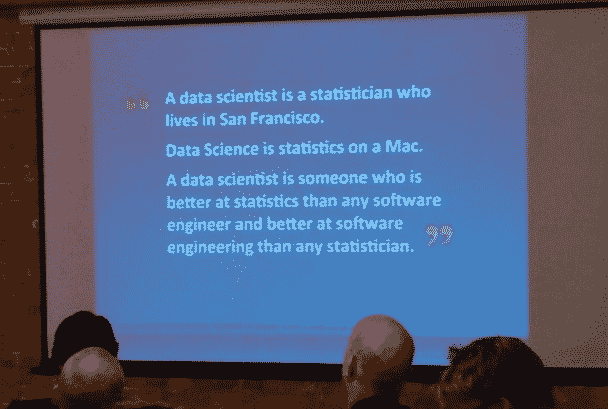 “ A data scientist is a statistician who
lives in San Francisco.
Data Science is statistics on a Mac.
A data scientist is someone who is
better at statistics than any software
engineer and better at software
engineering than any statistician. ”